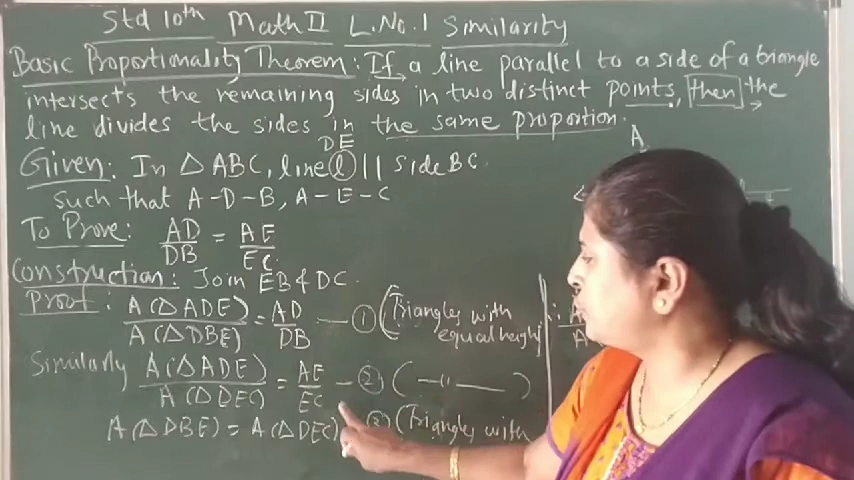 Std 10th Math II L.No.1 Similarity
Basic Proportionality Theorem: If a line parallel to a side of a triangle
intersects the remaining sides in two distinct points, then the
line divides the sides in the same proportion.
DE
Given: In △ABC, line l || side BC.
such that A-D-B, A-E-C
To Prove: AD/DB = AE/EC
Construction: Join EB & DC.
Proof: A(△ADE)/A(△DBE) = AD/DB — ① (Triangles with
equal height)
Similarly A(△ADE)/A(△DEC) = AE/EC — ② ( —〃— )
A(△DBE) = A(△DEC) ③ (Triangles with
A